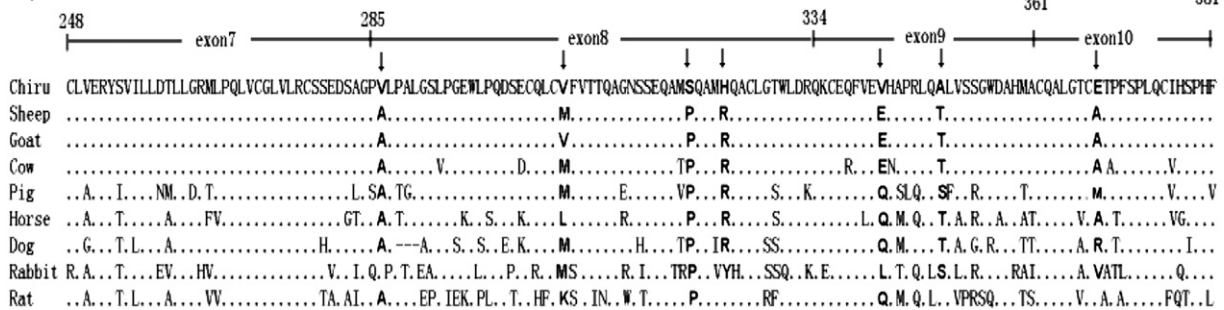 248 285 334 361
exon7 exon8 exon9 exon10
Chiru CLVERYSVILLDTLLGRMLPQLVCGLVLRCSSEDSAGPVLPALGSLPGEWLPQDSECQLCVFVTTQAGNSSEQAMSQAMHQACLGTWLDRQKCEQFVEVHAPRLQALVSSGWDAHMACQALGTCETPFSPLQCIHSPHF
Sheep ......................................A.....................M..............P...R.................E......T..................A..............
Goat ......................................A.....................V..............P...R.................E......T..................A..............
Cow ......................................A......V.........D....M.............TP...R.............R...EN.....T..................AA......V......
Pig ..A...I....NM..D.T.................L.SA.TG.................M......E......VP...R.....S...K........Q.SLQ..SF..R.....T........M........V....V
Horse ..A...T.....A....FV...............GT..A.T.......K..S...K....L.......R.......P...R.....S..........L.Q.M.Q..T.A.R..A..AT.....V.A.T......VG....
Dog ..G...T.L...A..................H......A.---A...S..S..E.K....M........H....TP..IR....SS............Q.M....T.A.G.R...TT.....A.R.T........I...
Rabbit R.A...T....EV...HV..............V..I.Q.P.T.EA.....L...P..R..MS.....R.I...TRP..VYH...SSQ..K.E......L.T.Q.LS.L.R....RAI.....A.VATL......Q....
Rat ..A...T.L...A....VV............TA.AI..A....EP.IEK.PL..T..HF.KS..IN..W.T.....P........RF............Q.M.Q.L..VPRSQ...TS.....V..A.A.....FQT..L